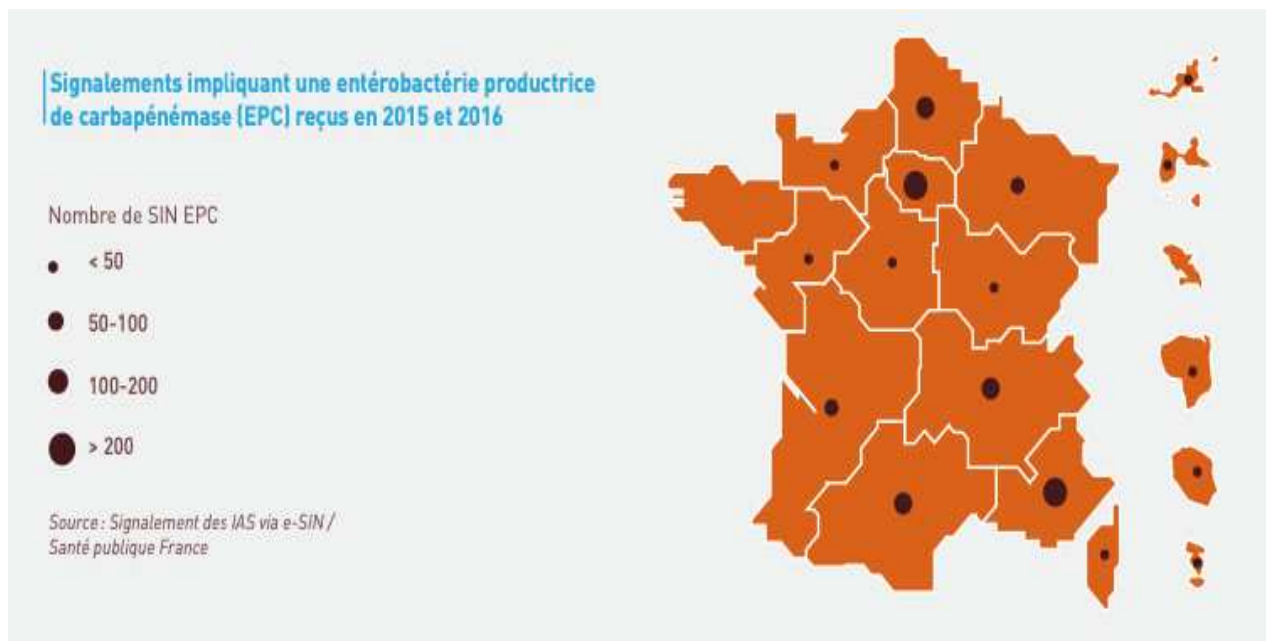 Signalements impliquant une entérobactérie productrice
de carbapénémase (EPC) reçus en 2015 et 2016
Nombre de SIN EPC
< 50
50-100
100-200
> 200
Source : Signalement des IAS via e-SIN /
Santé publique France